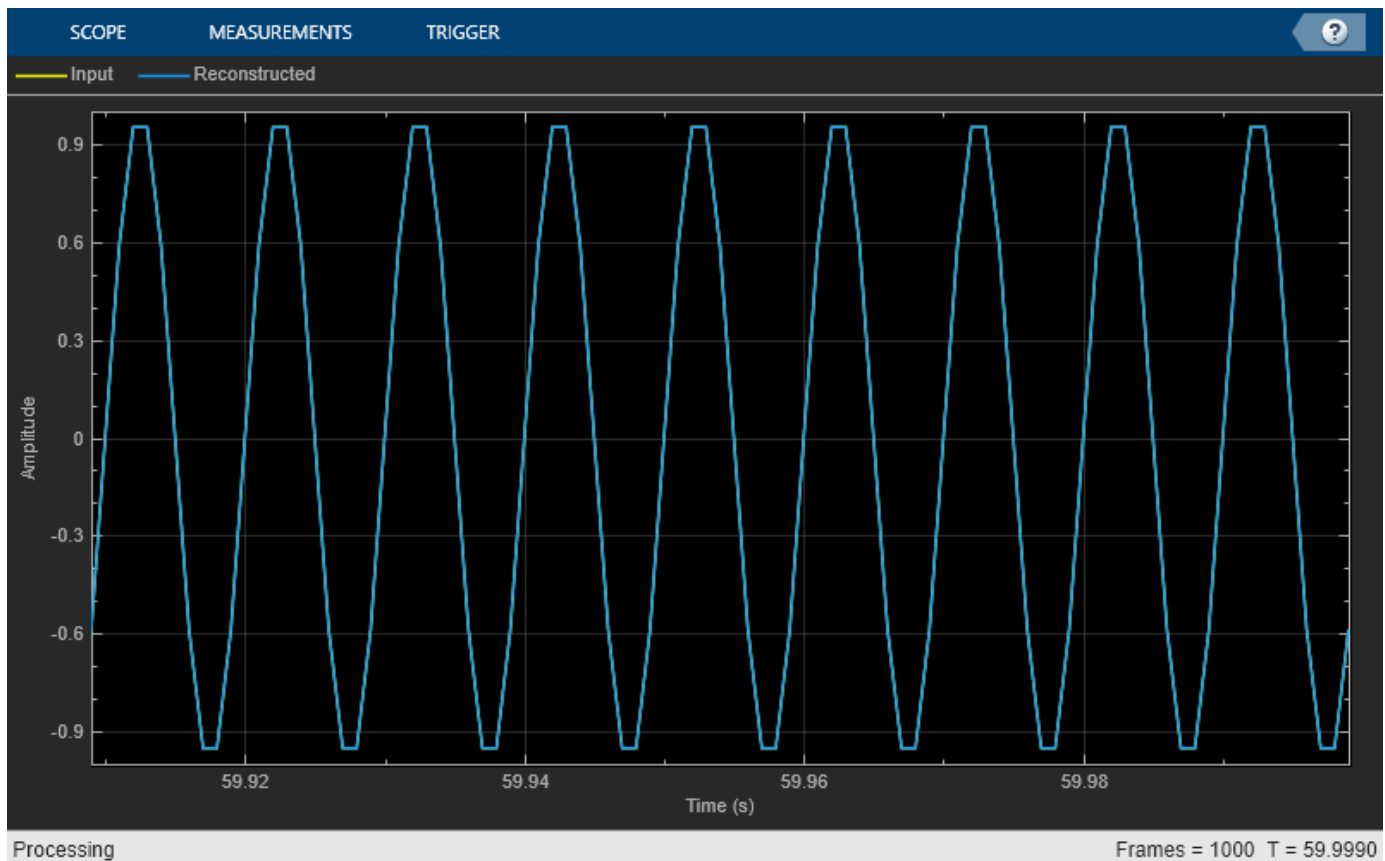 SCOPE MEASUREMENTS TRIGGER ?
Input Reconstructed
0.9
0.6
0.3
0
-0.3
-0.6
-0.9
Amplitude
59.92 59.94 59.96 59.98
Time (s)
Processing Frames = 1000 T = 59.9990